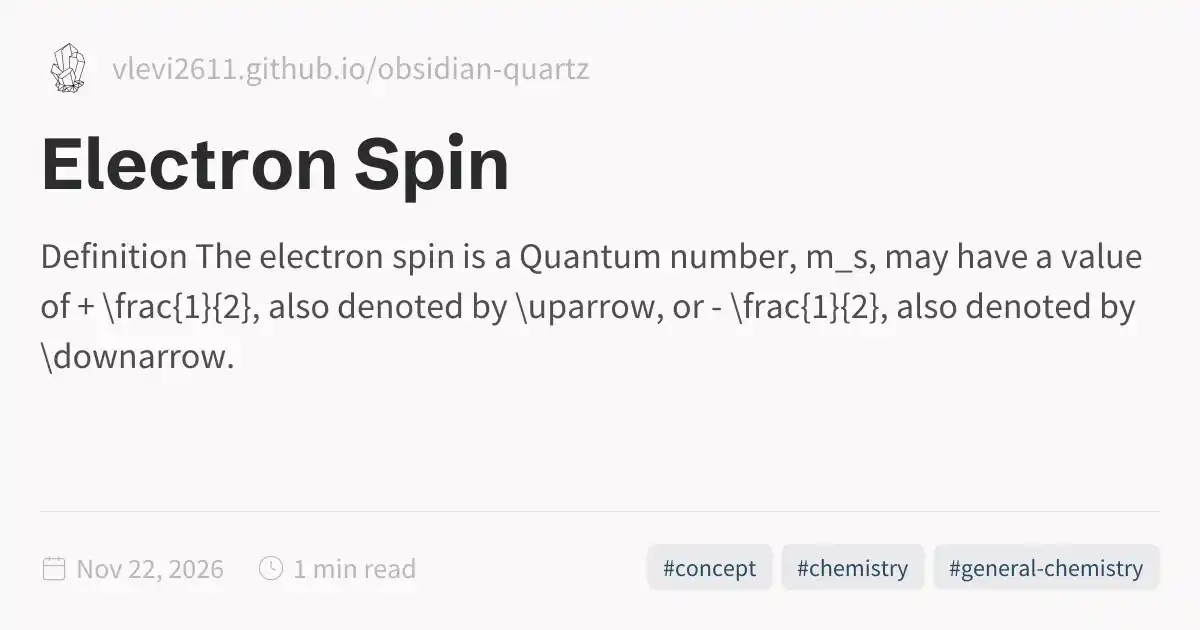 vlevi2611.github.io/obsidian-quartz
Electron Spin
Definition The electron spin is a Quantum number, m_s, may have a value
of + \frac{1}{2}, also denoted by \uparrow, or - \frac{1}{2}, also denoted by
\downarrow.
Nov 22, 2026 1 min read #concept #chemistry #general-chemistry